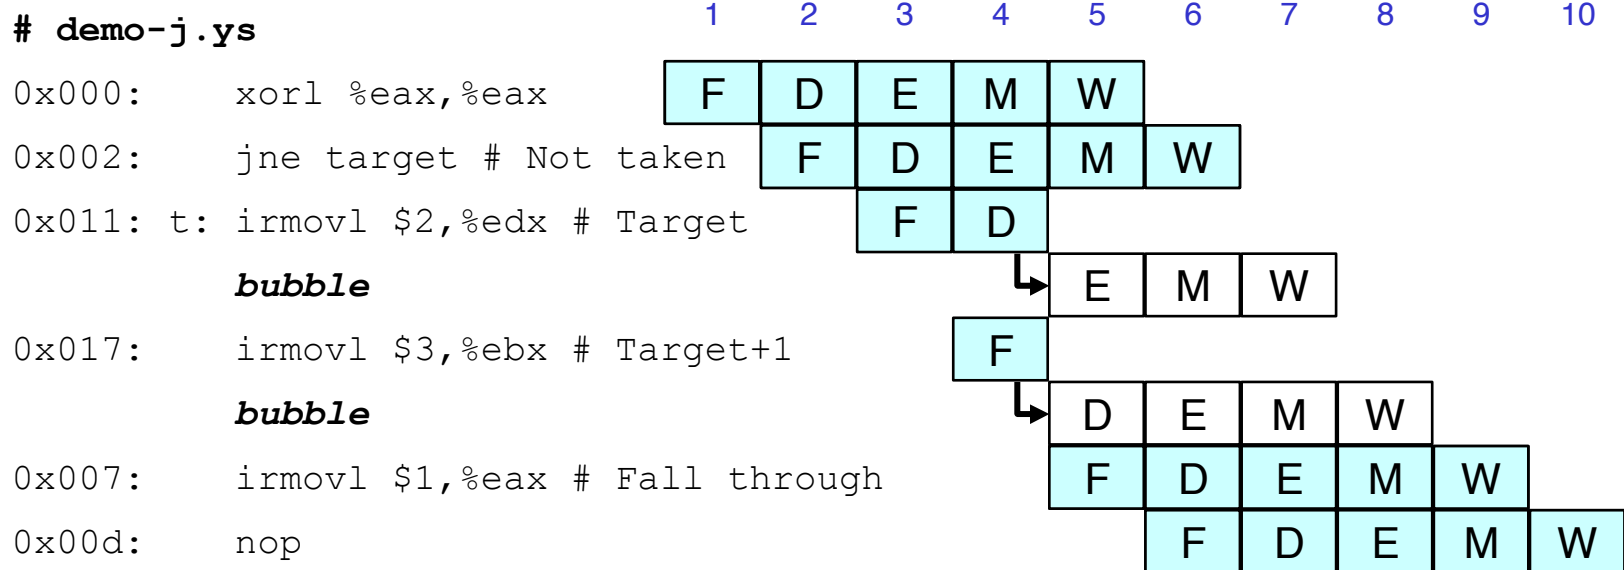 1 2 3 4 5 6 7 8 9 10
# demo-j.ys
0x000: xorl %eax,%eax F D E M W
0x002: jne target # Not taken F D E M W
0x011: t: irmovl $2,%edx # Target F D
bubble E M W
0x017: irmovl $3,%ebx # Target+1 F
bubble D E M W
0x007: irmovl $1,%eax # Fall through F D E M W
0x00d: nop F D E M W